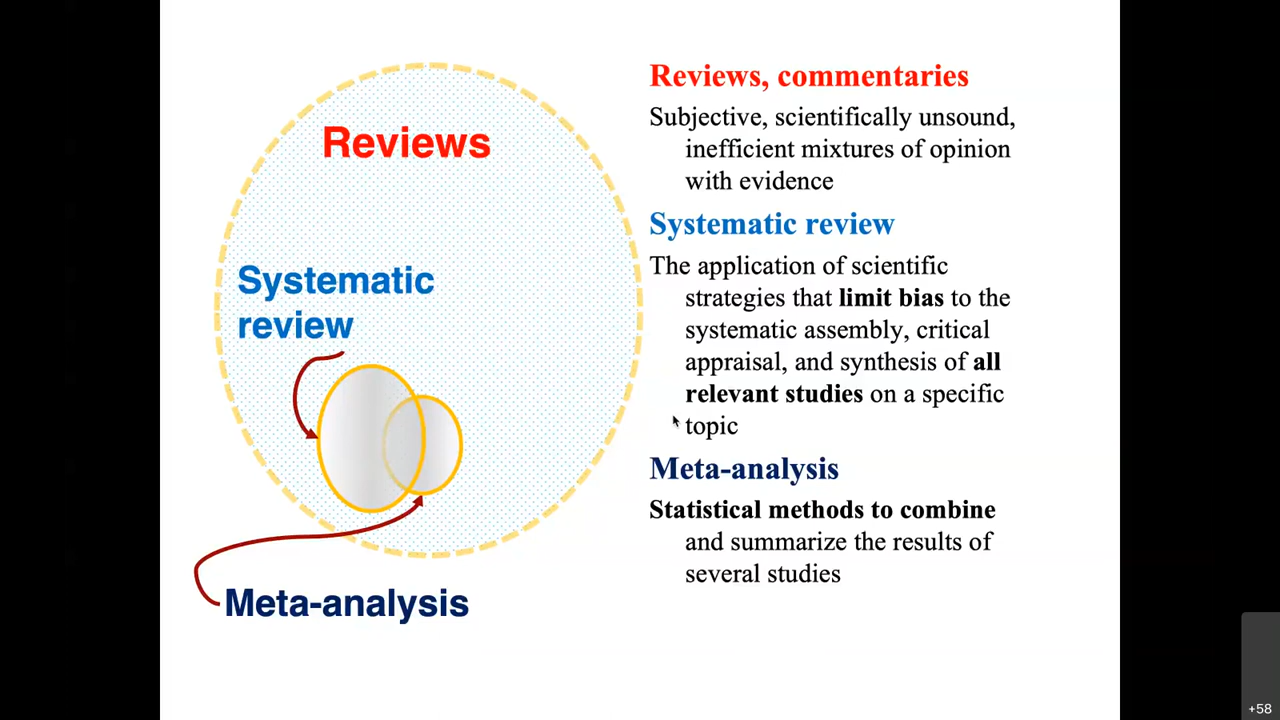 Reviews
Systematic
review
Meta-analysis
Reviews, commentaries
Subjective, scientifically unsound,
inefficient mixtures of opinion
with evidence
Systematic review
The application of scientific
strategies that limit bias to the
systematic assembly, critical
appraisal, and synthesis of all
relevant studies on a specific
topic
Meta-analysis
Statistical methods to combine
and summarize the results of
several studies
+58